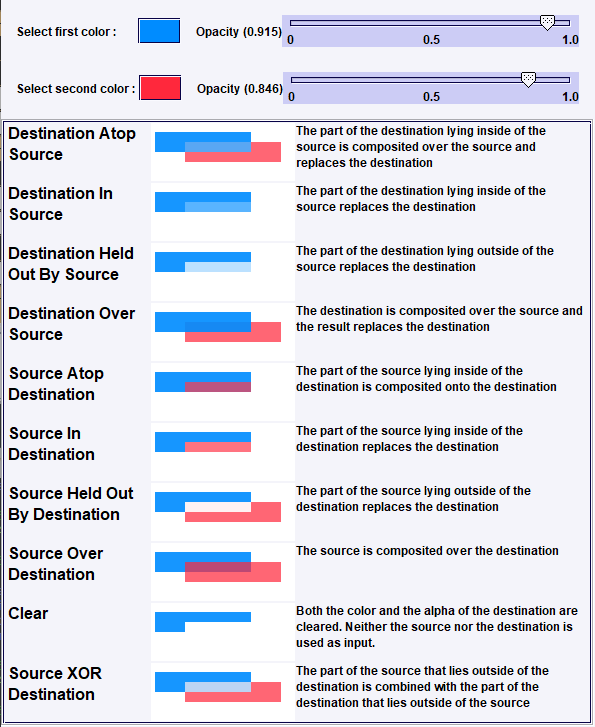 Select first color :
Opacity (0.915)
0 0.5 1.0
Select second color :
Opacity (0.846)
0 0.5 1.0
Destination Atop
Source
The part of the destination lying inside of the
source is composited over the source and
replaces the destination
Destination In
Source
The part of the destination lying inside of the
source replaces the destination
Destination Held
Out By Source
The part of the destination lying outside of the
source replaces the destination
Destination Over
Source
The destination is composited over the source and
the result replaces the destination
Source Atop
Destination
The part of the source lying inside of the
destination is composited onto the destination
Source In
Destination
The part of the source lying inside of the
destination replaces the destination
Source Held Out
By Destination
The part of the source lying outside of the
destination replaces the destination
Source Over
Destination
The source is composited over the destination
Clear
Both the color and the alpha of the destination are
cleared. Neither the source nor the destination is
used as input.
Source XOR
Destination
The part of the source that lies outside of the
destination is combined with the part of the
destination that lies outside of the source